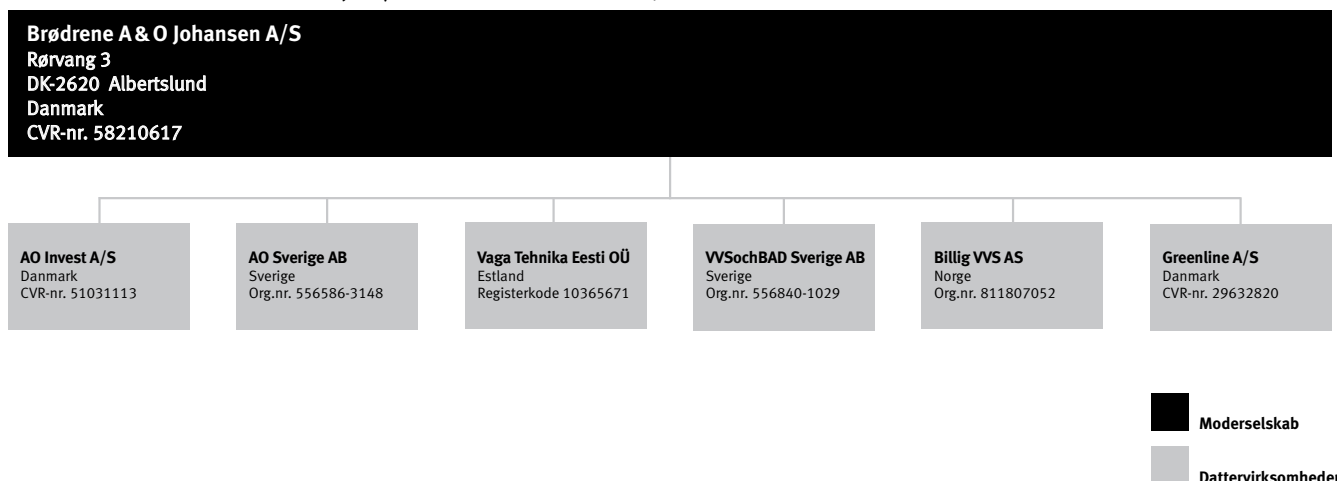 Brødrene A & O Johansen A/S
Rørvang 3
DK-2620 Albertslund
Danmark
CVR-nr. 58210617
AO Invest A/S
Danmark
CVR-nr. 51031113
AO Sverige AB
Sverige
Org.nr. 556586-3148
Vaga Tehnika Eesti OÜ
Estland
Registerkode 10365671
VVSochBAD Sverige AB
Sverige
Org.nr. 556840-1029
Billig VVS AS
Norge
Org.nr. 811807052
Greenline A/S
Danmark
CVR-nr. 29632820
Moderselskab
Dattervirksomheder